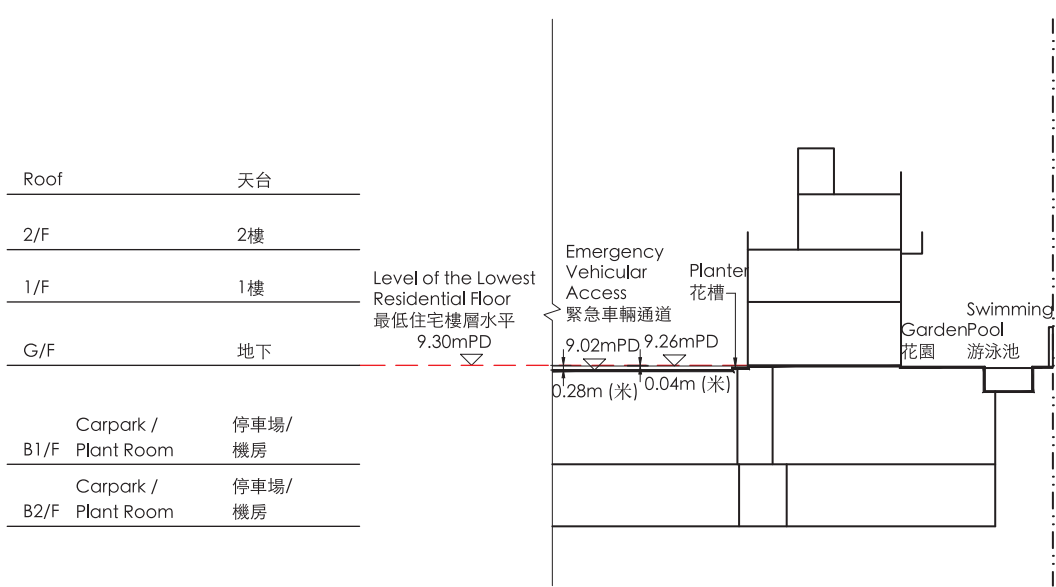 Roof 天台
2/F 2樓
1/F 1樓
G/F 地下
Carpark / 停車場/
B1/F Plant Room 機房
Carpark / 停車場/
B2/F Plant Room 機房
Level of the Lowest
Residential Floor
最低住宅樓層水平
9.30mPD
Emergency
Vehicular
Access
緊急車輛通道
9.02mPD 9.26mPD
0.28m (米) 0.04m (米)
Planter
花槽
Garden
花園
Swimming
Pool
游泳池